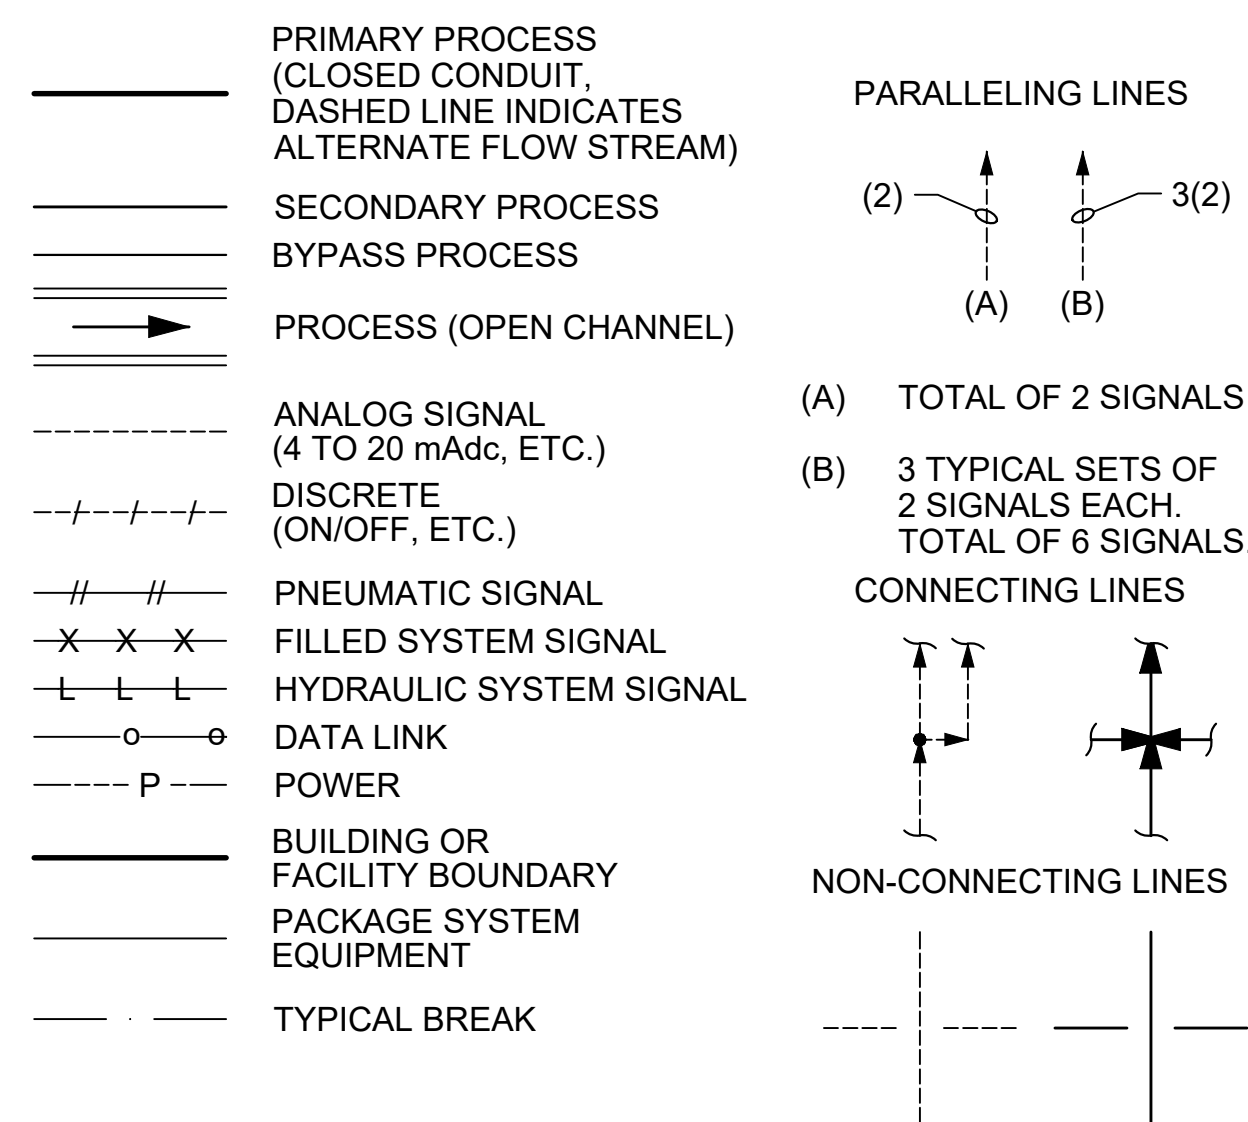 PRIMARY PROCESS
(CLOSED CONDUIT,
DASHED LINE INDICATES
ALTERNATE FLOW STREAM)
SECONDARY PROCESS
BYPASS PROCESS
PROCESS (OPEN CHANNEL)
ANALOG SIGNAL
(4 TO 20 mAdc, ETC.)
DISCRETE
(ON/OFF, ETC.)
PNEUMATIC SIGNAL
X X X
FILLED SYSTEM SIGNAL
L L L
HYDRAULIC SYSTEM SIGNAL
o o
DATA LINK
P
POWER
BUILDING OR
FACILITY BOUNDARY
PACKAGE SYSTEM
EQUIPMENT
TYPICAL BREAK
PARALLELING LINES
(2)
3(2)
(A)
(B)
(A) TOTAL OF 2 SIGNALS
(B) 3 TYPICAL SETS OF
2 SIGNALS EACH.
TOTAL OF 6 SIGNALS.
CONNECTING LINES
NON-CONNECTING LINES